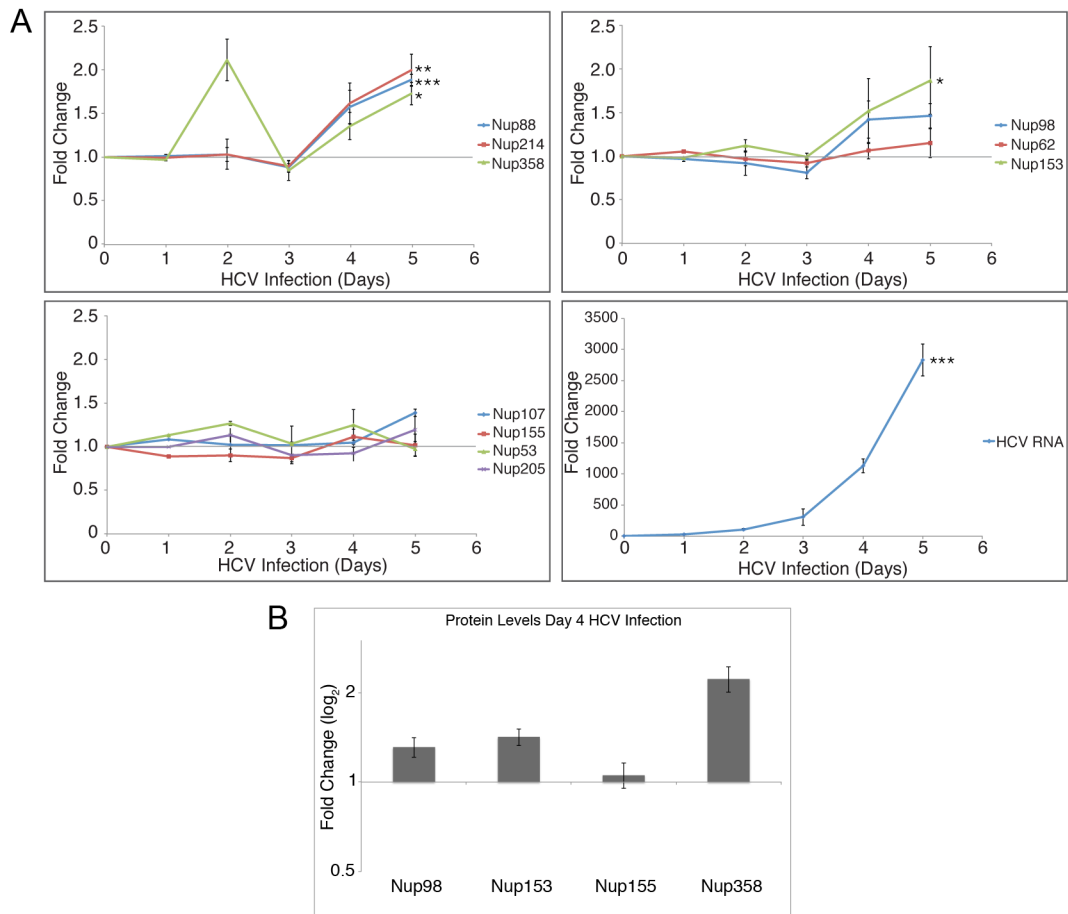 A
2.5
2.0
1.5
1.0
0.5
0
Fold Change
0 1 2 3 4 5 6
HCV Infection (Days)
**
***
*
Nup88
Nup214
Nup358
2.5
2.0
1.5
1.0
0.5
0
Fold Change
0 1 2 3 4 5 6
HCV Infection (Days)
*
Nup98
Nup62
Nup153
2.5
2.0
1.5
1.0
0.5
0
Fold Change
0 1 2 3 4 5 6
HCV Infection (Days)
Nup107
Nup155
Nup53
Nup205
3500
3000
2500
2000
1500
1000
500
0
Fold Change
0 1 2 3 4 5 6
HCV Infection (Days)
***
HCV RNA
B
Protein Levels Day 4 HCV Infection
Fold Change (log₂)
2
1
0.5
Nup98 Nup153 Nup155 Nup358